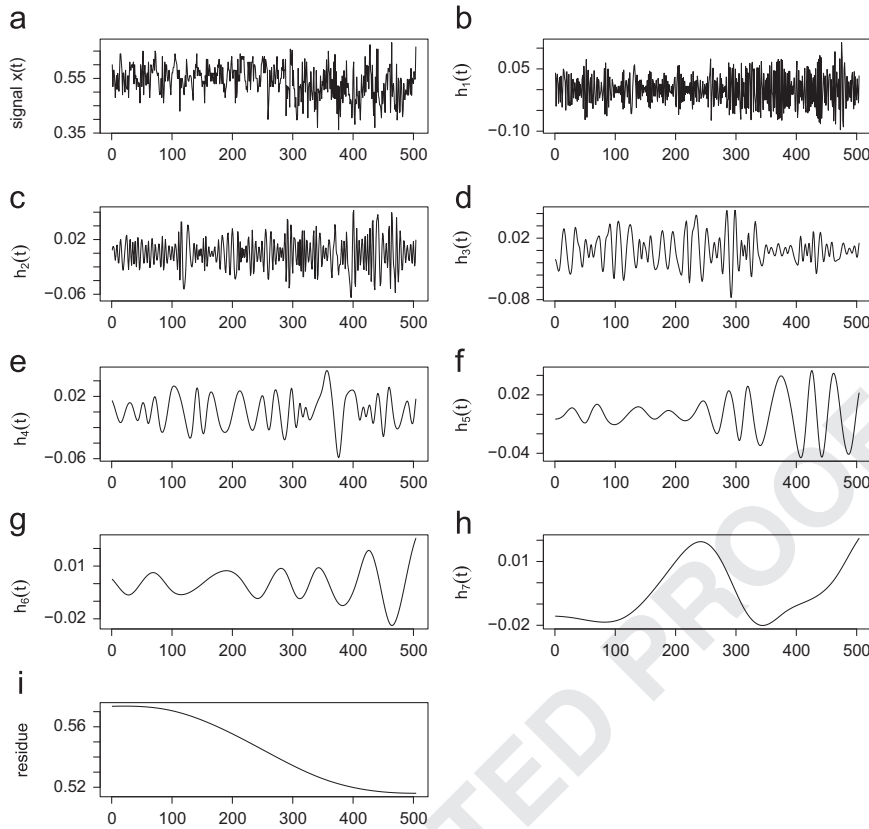 a
signal x(t)
0.55
0.35
0 100 200 300 400 500
b
h1(t)
0.05
−0.10
0 100 200 300 400 500
c
h2(t)
0.02
−0.06
0 100 200 300 400 500
d
h3(t)
0.02
−0.08
0 100 200 300 400 500
e
h4(t)
0.02
−0.06
0 100 200 300 400 500
f
h5(t)
0.02
−0.04
0 100 200 300 400 500
g
h6(t)
0.01
−0.02
0 100 200 300 400 500
h
h7(t)
0.01
−0.02
0 100 200 300 400 500
i
residue
0.56
0.52
0 100 200 300 400 500
TED PROOF